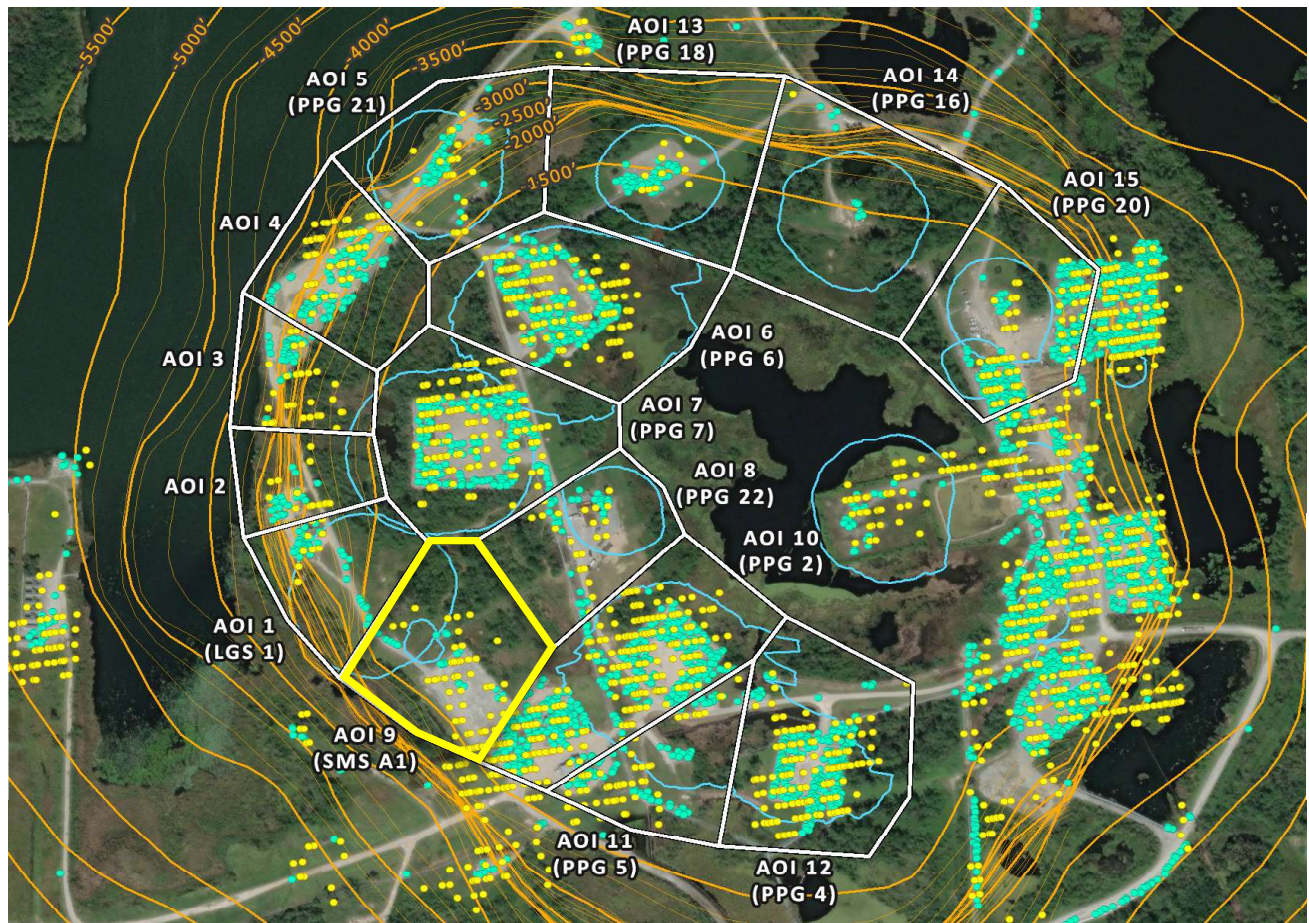 -5500'
-5000'
-4500'
-4000'
-3500'
-3000'
-2500'
-2000'
-1500'
AOI 13
(PPG 18)
AOI 14
(PPG 16)
AOI 5
(PPG 21)
AOI 15
(PPG 20)
AOI 4
AOI 3
AOI 6
(PPG 6)
AOI 7
(PPG 7)
AOI 2
AOI 8
(PPG 22)
AOI 10
(PPG 2)
AOI 1
(LGS 1)
AOI 9
(SMS A1)
AOI 11
(PPG 5)
AOI 12
(PPG 4)